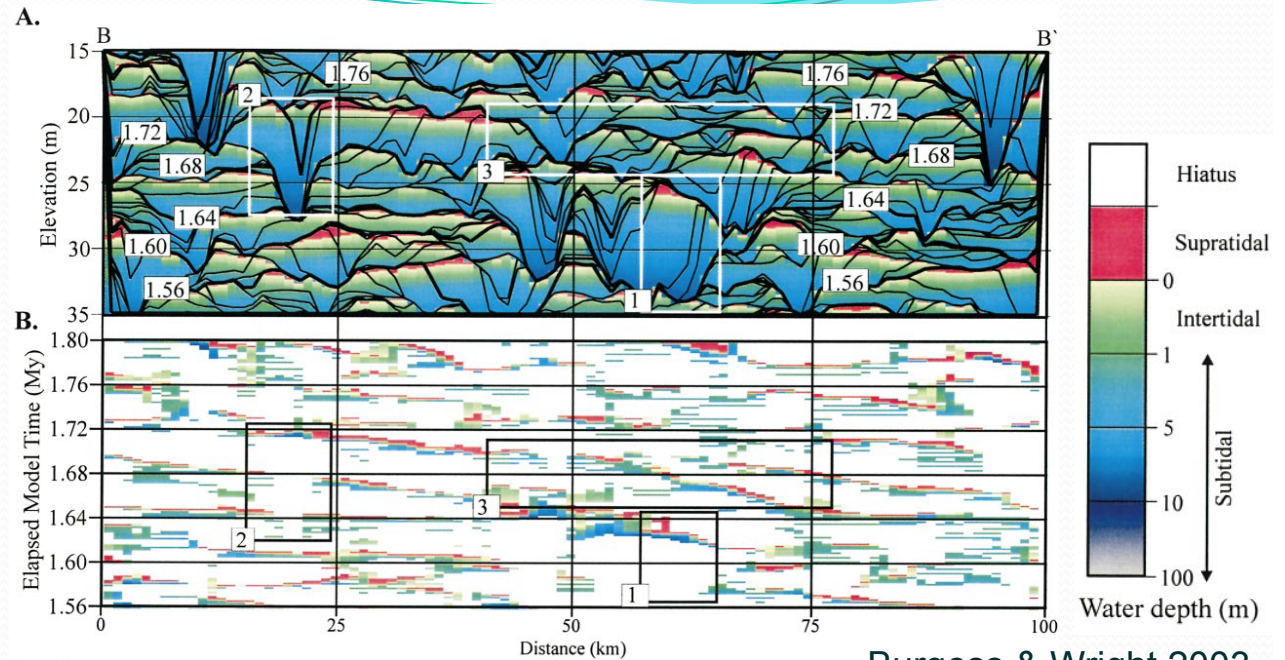 A.
B B`
15
20
25
30
35
Elevation (m)
1.76 1.76
2
1.72 1.72
1.68 1.68
3
1.64 1.64
1.60 1.60
1.56 1.56
1
B.
1.80
1.76
1.72
1.68
1.64
1.60
1.56
Elapsed Model Time (My)
2
3
1
0 25 50 75 100
Distance (km)
Hiatus
Supratidal
0
Intertidal
1
5
10
100
Subtidal
Water depth (m)
Burgess & Wright 2003